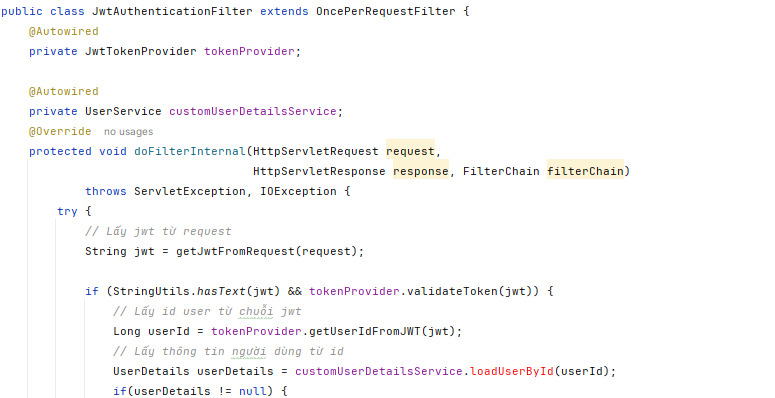 public class JwtAuthenticationFilter extends OncePerRequestFilter {
@Autowired
private JwtTokenProvider tokenProvider;
@Autowired
private UserService customUserDetailsService;
@Override no usages
protected void doFilterInternal(HttpServletRequest request,
HttpServletResponse response, FilterChain filterChain)
throws ServletException, IOException {
try {
// Lấy jwt từ request
String jwt = getJwtFromRequest(request);
if (StringUtils.hasText(jwt) && tokenProvider.validateToken(jwt)) {
// Lấy id user từ chuỗi jwt
Long userId = tokenProvider.getUserIdFromJWT(jwt);
// Lấy thông tin người dùng từ id
UserDetails userDetails = customUserDetailsService.loadUserById(userId);
if(userDetails != null) {